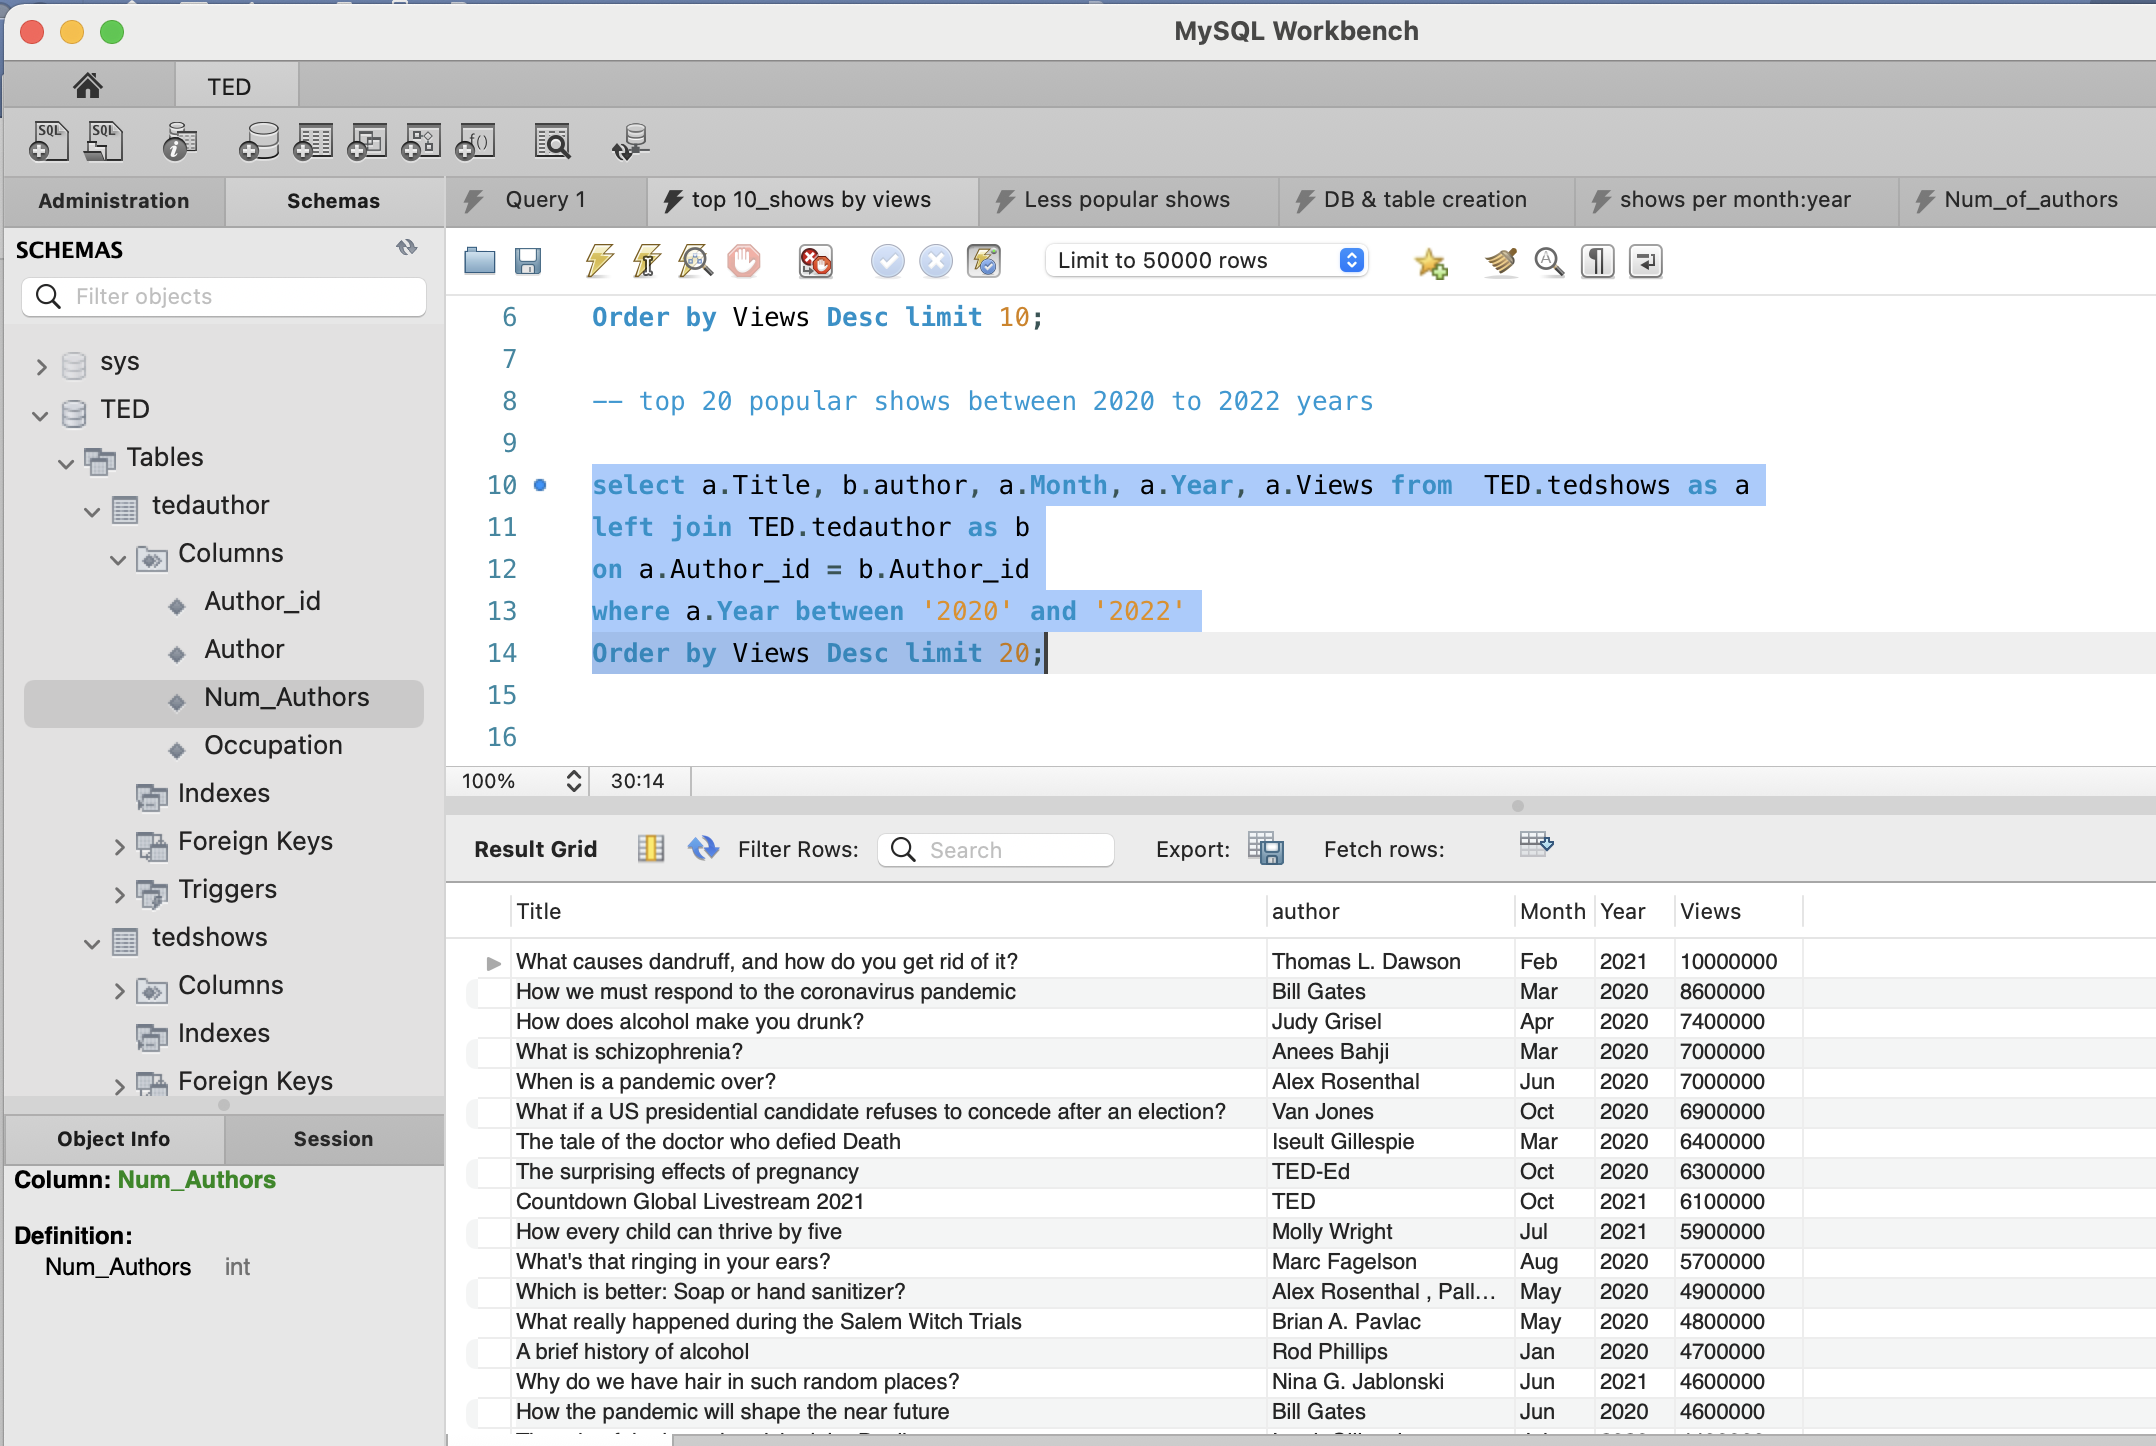 MySQL Workbench
TED
SQL SQL i f()
Administration Schemas
Query 1 top 10_shows by views Less popular shows DB & table creation shows per month:year Num_of_authors
SCHEMAS
Filter objects
Limit to 50000 rows
sys
TED
Tables
tedauthor
Columns
Author_id
Author
Num_Authors
Occupation
Indexes
Foreign Keys
Triggers
tedshows
Columns
Indexes
Foreign Keys
Object Info Session
Column: Num_Authors
Definition:
Num_Authors int
6 Order by Views Desc limit 10;
7
8 -- top 20 popular shows between 2020 to 2022 years
9
10 select a.Title, b.author, a.Month, a.Year, a.Views from  TED.tedshows as a
11 left join TED.tedauthor as b
12 on a.Author_id = b.Author_id
13 where a.Year between '2020' and '2022'
14 Order by Views Desc limit 20;
15
16
100% 30:14
Result Grid Filter Rows: Search Export: Fetch rows:
Title author Month Year Views
What causes dandruff, and how do you get rid of it? Thomas L. Dawson Feb 2021 10000000
How we must respond to the coronavirus pandemic Bill Gates Mar 2020 8600000
How does alcohol make you drunk? Judy Grisel Apr 2020 7400000
What is schizophrenia? Anees Bahji Mar 2020 7000000
When is a pandemic over? Alex Rosenthal Jun 2020 7000000
What if a US presidential candidate refuses to concede after an election? Van Jones Oct 2020 6900000
The tale of the doctor who defied Death Iseult Gillespie Mar 2020 6400000
The surprising effects of pregnancy TED-Ed Oct 2020 6300000
Countdown Global Livestream 2021 TED Oct 2021 6100000
How every child can thrive by five Molly Wright Jul 2021 5900000
What's that ringing in your ears? Marc Fagelson Aug 2020 5700000
Which is better: Soap or hand sanitizer? Alex Rosenthal , Pall... May 2020 4900000
What really happened during the Salem Witch Trials Brian A. Pavlac May 2020 4800000
A brief history of alcohol Rod Phillips Jan 2020 4700000
Why do we have hair in such random places? Nina G. Jablonski Jun 2021 4600000
How the pandemic will shape the near future Bill Gates Jun 2020 4600000